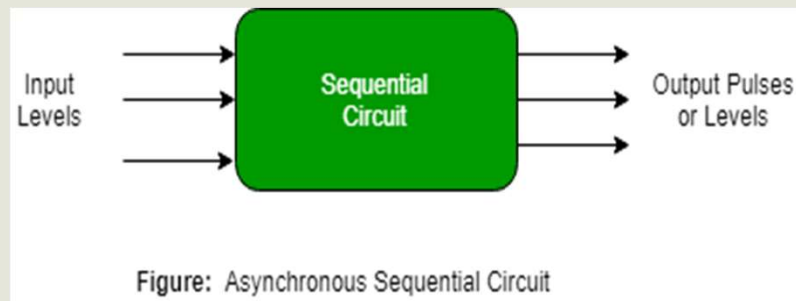 Input
Levels
Sequential
Circuit
Output Pulses
or Levels
Figure: Asynchronous Sequential Circuit